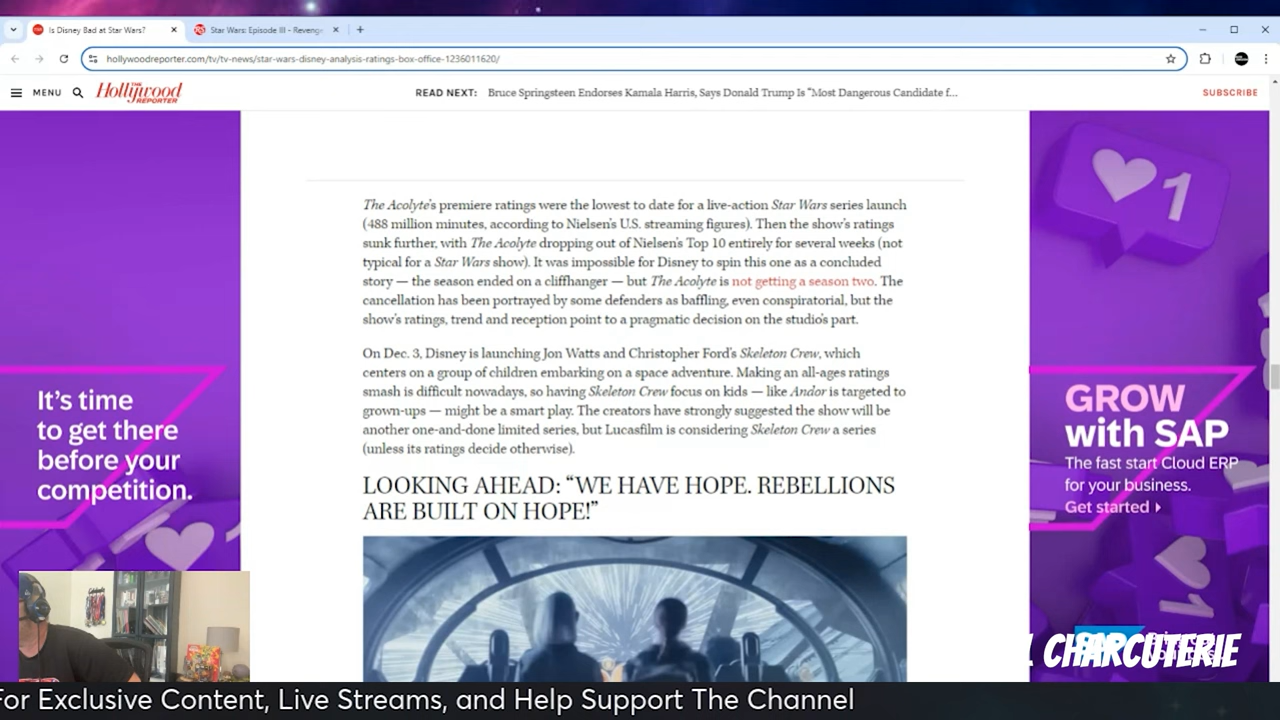 Is Disney Bad at Star Wars?
Star Wars: Episode III - Reveng
hollywoodreporter.com/tv/tv-news/star-wars-disney-analysis-ratings-box-office-1236011620/
MENU
THE Hollywood REPORTER
READ NEXT: Bruce Springsteen Endorses Kamala Harris, Says Donald Trump Is “Most Dangerous Candidate f...
SUBSCRIBE
The Acolyte’s premiere ratings were the lowest to date for a live-action Star Wars series launch
(488 million minutes, according to Nielsen’s U.S. streaming figures). Then the show’s ratings
sunk further, with The Acolyte dropping out of Nielsen’s Top 10 entirely for several weeks (not
typical for a Star Wars show). It was impossible for Disney to spin this one as a concluded
story — the season ended on a cliffhanger — but The Acolyte is not getting a season two. The
cancellation has been portrayed by some defenders as baffling, even conspiratorial, but the
show’s ratings, trend and reception point to a pragmatic decision on the studio’s part.
On Dec. 3, Disney is launching Jon Watts and Christopher Ford’s Skeleton Crew, which
centers on a group of children embarking on a space adventure. Making an all-ages ratings
smash is difficult nowadays, so having Skeleton Crew focus on kids — like Andor is targeted to
grown-ups — might be a smart play. The creators have strongly suggested the show will be
another one-and-done limited series, but Lucasfilm is considering Skeleton Crew a series
(unless its ratings decide otherwise).
LOOKING AHEAD: “WE HAVE HOPE. REBELLIONS
ARE BUILT ON HOPE!”
It’s time
to get there
before your
competition.
1
GROW
with SAP
The fast start Cloud ERP
for your business.
Get started
CHARCUTERIE
For Exclusive Content, Live Streams, and Help Support The Channel